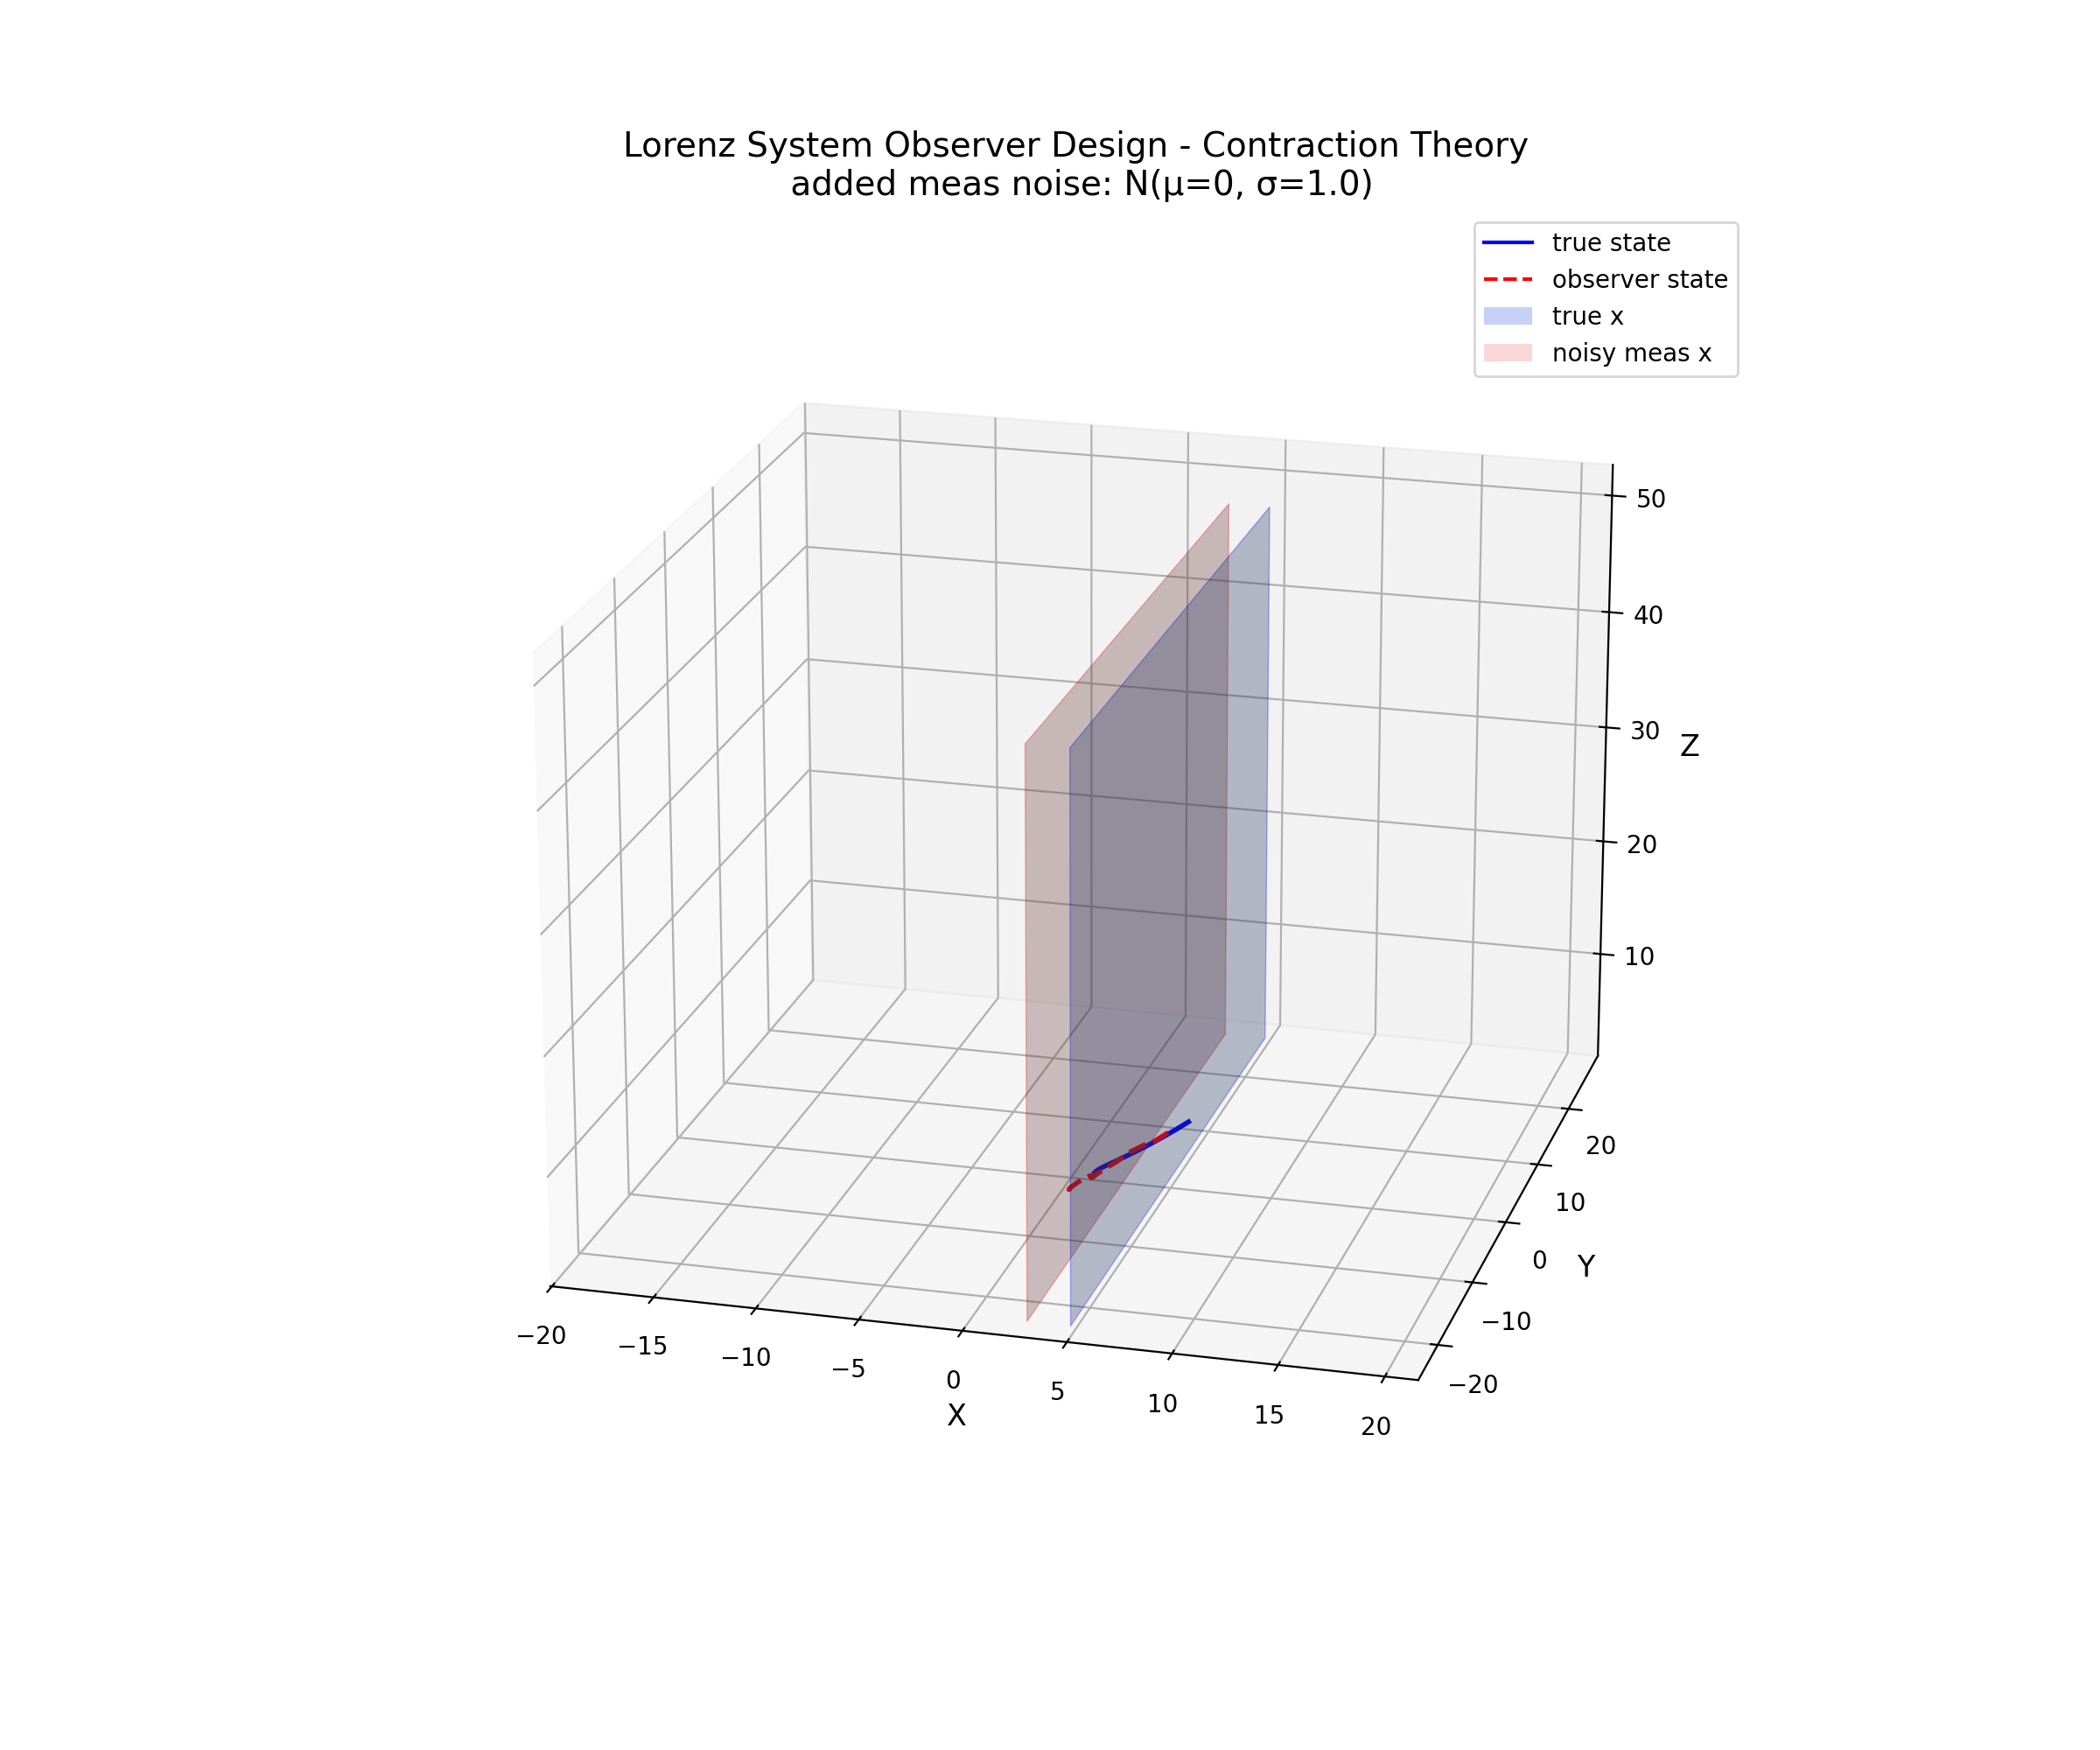 Lorenz System Observer Design - Contraction Theory
added meas noise: N(μ=0, σ=1.0)
true state
observer state
true x
noisy meas x
50
40
30
20
10
Z
20
10
0
−10
−20
Y
−20
−15
−10
−5
0
5
10
15
20
X